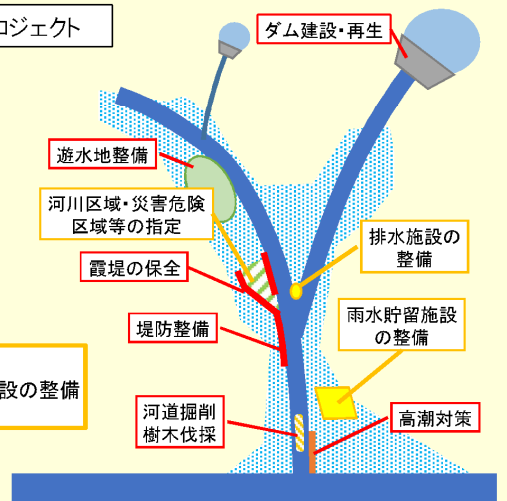 ロジェクト
ダム建設・再生
遊水地整備
河川区域・災害危険
区域等の指定
排水施設の
整備
霞堤の保全
雨水貯留施設
の整備
堤防整備
設の整備
河道掘削
樹木伐採
高潮対策